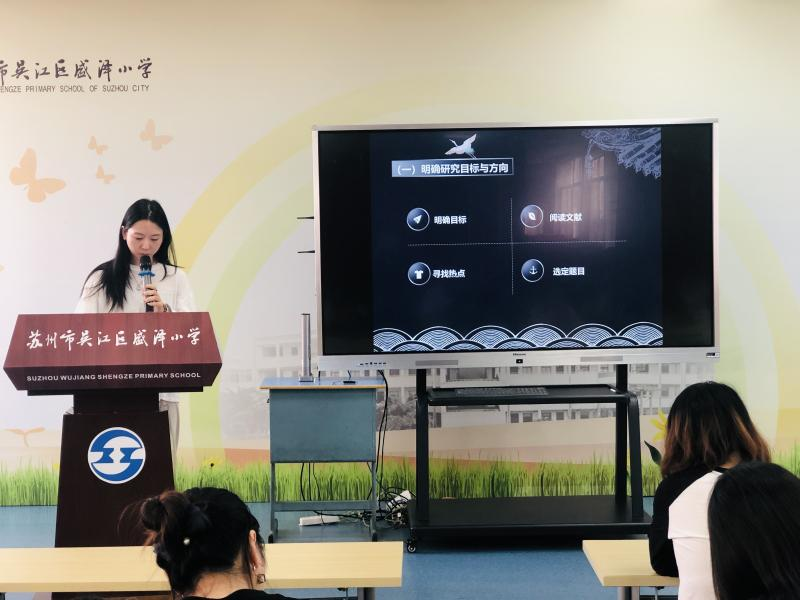 市吴江区盛泽小学
ENGZE PRIMARY SCHOOL OF SUZHOU CITY
(一) 明确研究目标与方向
明确目标
阅读文献
寻找热点
选定题目
Hisense
苏州市吴江区盛泽小学
SUZHOU WUJIANG SHENGZE PRIMARY SCHOOL